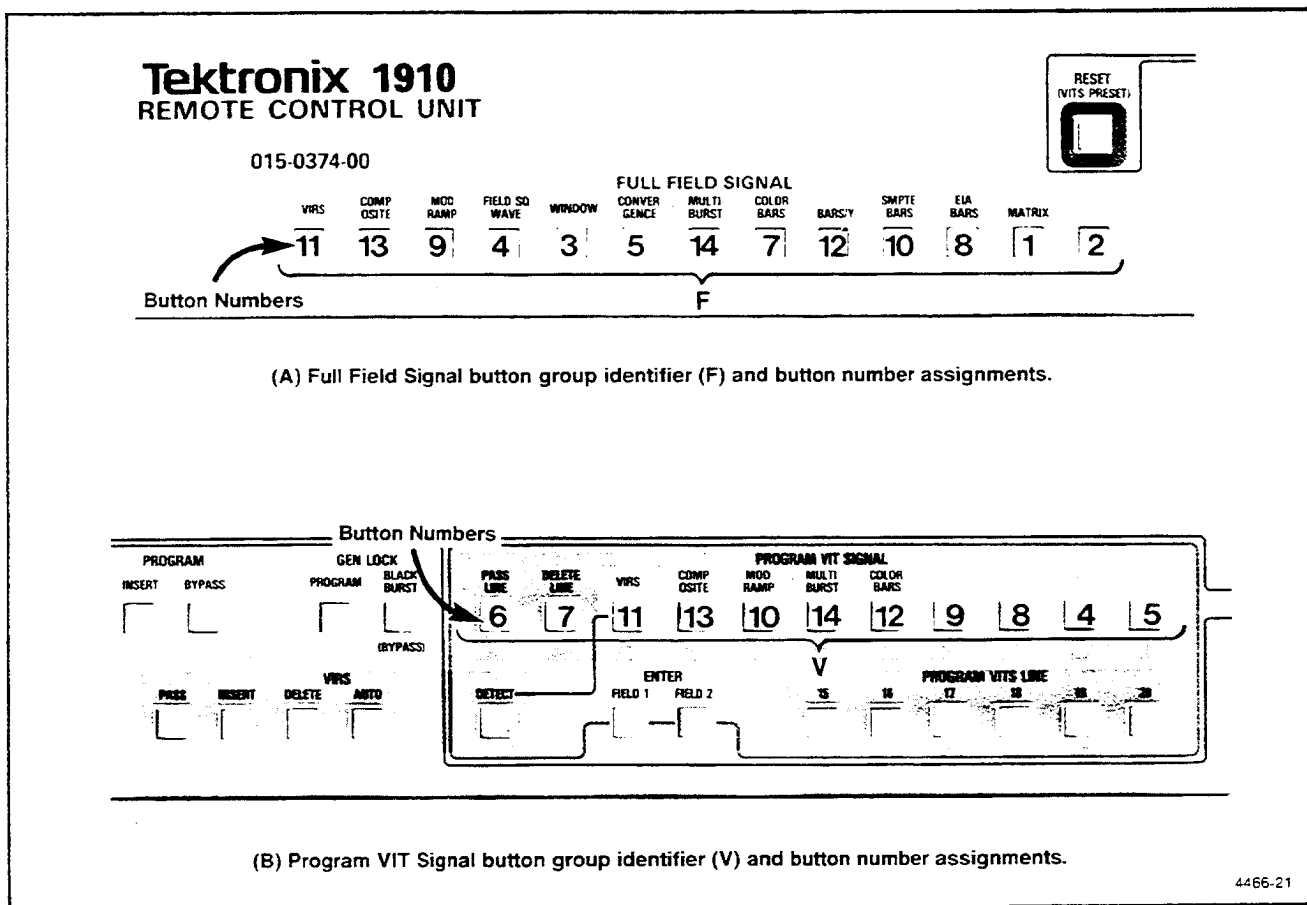 Tektronix 1910
REMOTE CONTROL UNIT
015-0374-00
RESET
(VITS PRESET)
FULL FIELD SIGNAL
VIRS
COMP
OSITE
MOD
RAMP
FIELD SQ
WAVE
WINDOW
CONVER
GENCE
MULTI
BURST
COLOR
BARS
BARS/Y
SMPTE
BARS
EIA
BARS
MATRIX
11 13 9 4 3 5 14 7 12 10 8 1 2
Button Numbers
F
(A) Full Field Signal button group identifier (F) and button number assignments.
Button Numbers
PROGRAM
INSERT BYPASS
GEN LOCK
PROGRAM
BLACK
BURST
(BYPASS)
PROGRAM VIT SIGNAL
PASS
LINE
DELETE
LINE
VIRS
COMP
OSITE
MOD
RAMP
MULTI
BURST
COLOR
BARS
6 7 11 13 10 14 12 9 8 4 5
V
VIRS
PASS INSERT DELETE AUTO
DETECT
ENTER
FIELD 1 FIELD 2
PROGRAM VITS LINE
15 16 17 18 19 20
(B) Program VIT Signal button group identifier (V) and button number assignments.
4466-21